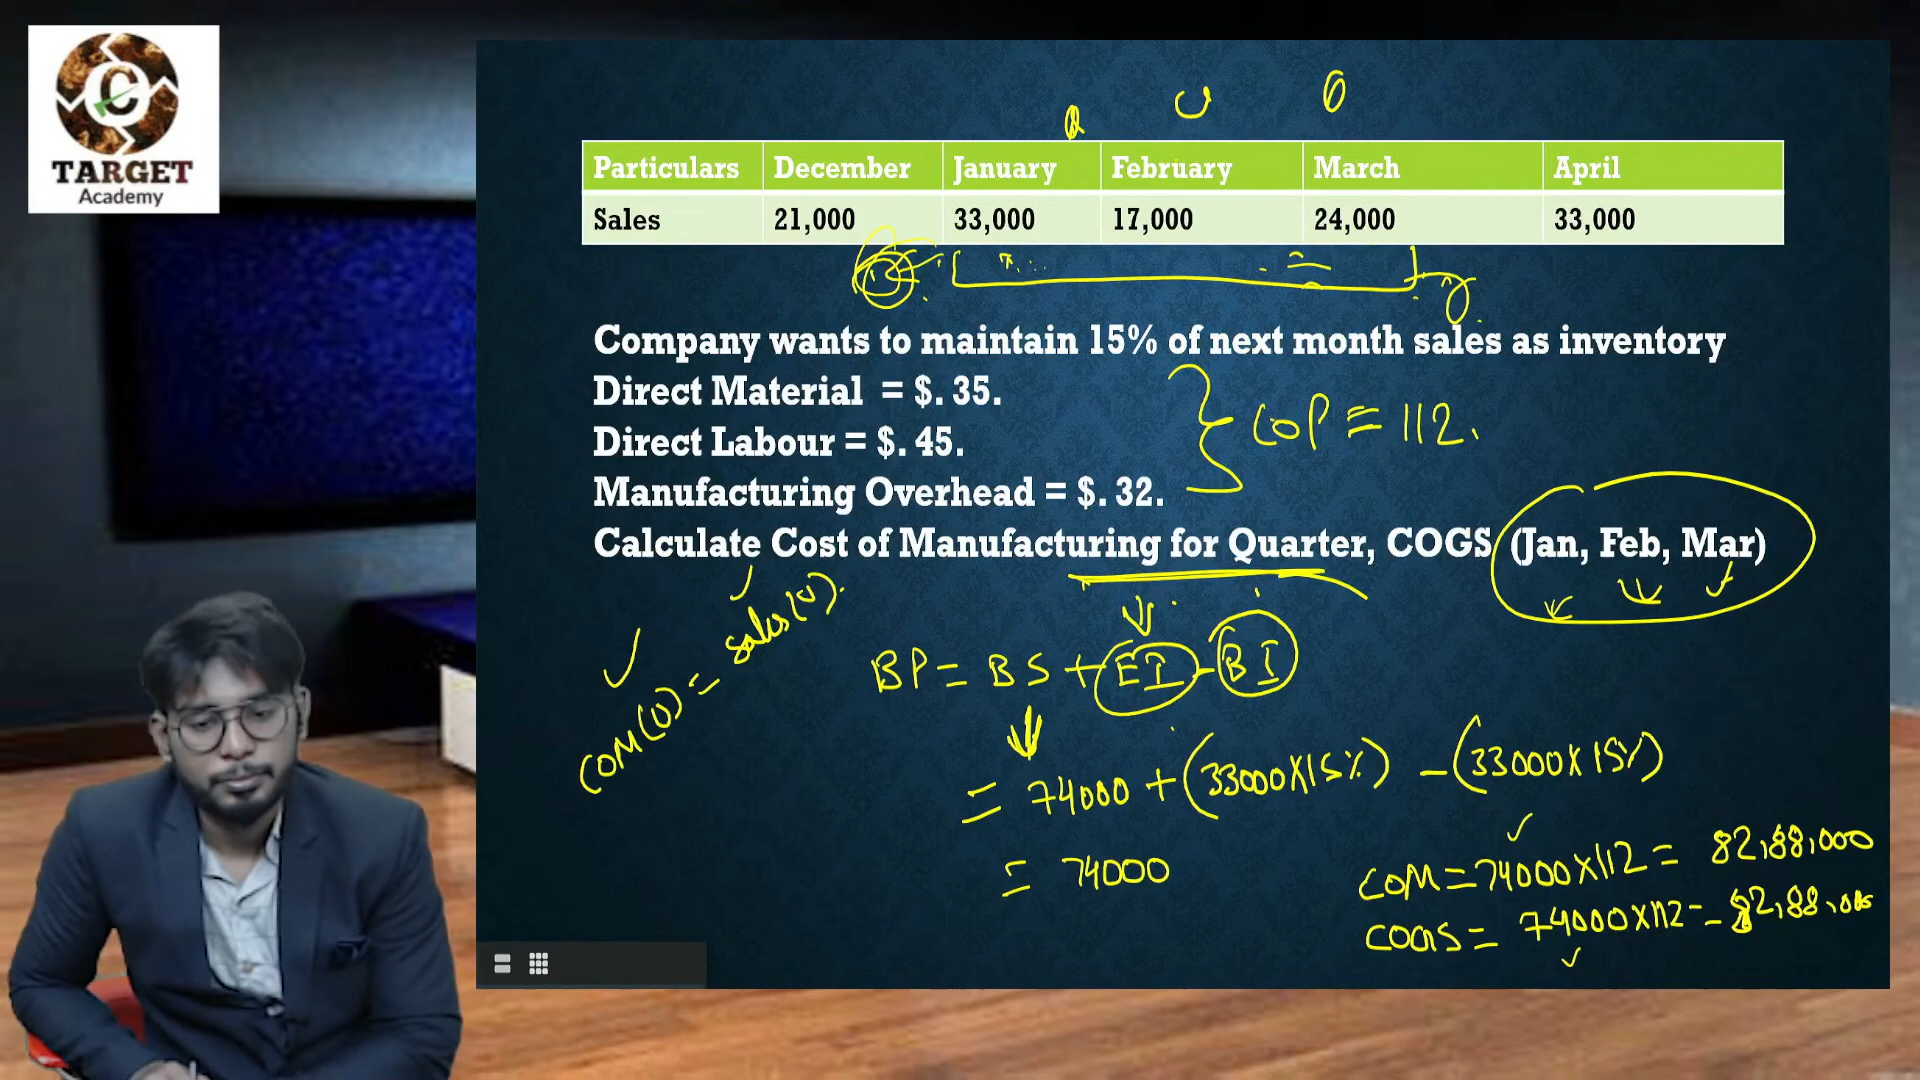 TARGET
Academy
Particulars December January February March April
Sales 21,000 33,000 17,000 24,000 33,000
Company wants to maintain 15% of next month sales as inventory
Direct Material = $. 35.
Direct Labour = $. 45.
Manufacturing Overhead = $. 32.
COP = 112.
Calculate Cost of Manufacturing for Quarter, COGS (Jan, Feb, Mar)
COM(U) = sales(U).
BP = BS + EI - BI
= 74000 + (33000X15%) - (33000X15%)
= 74000
COM = 74000X112 = 82,88,000
COGS = 74000X112 = 82,88,000